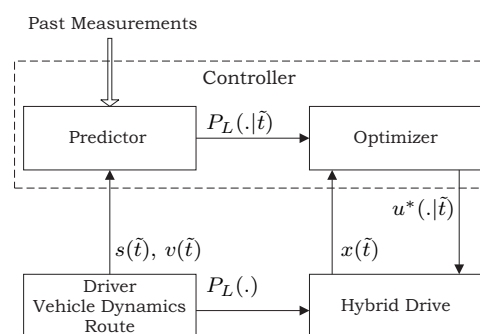 Past Measurements
Controller
Predictor
P_L(.|t̃)
Optimizer
u*(.|t̃)
s(t̃), v(t̃)
x(t̃)
Driver
Vehicle Dynamics
Route
P_L(.)
Hybrid Drive